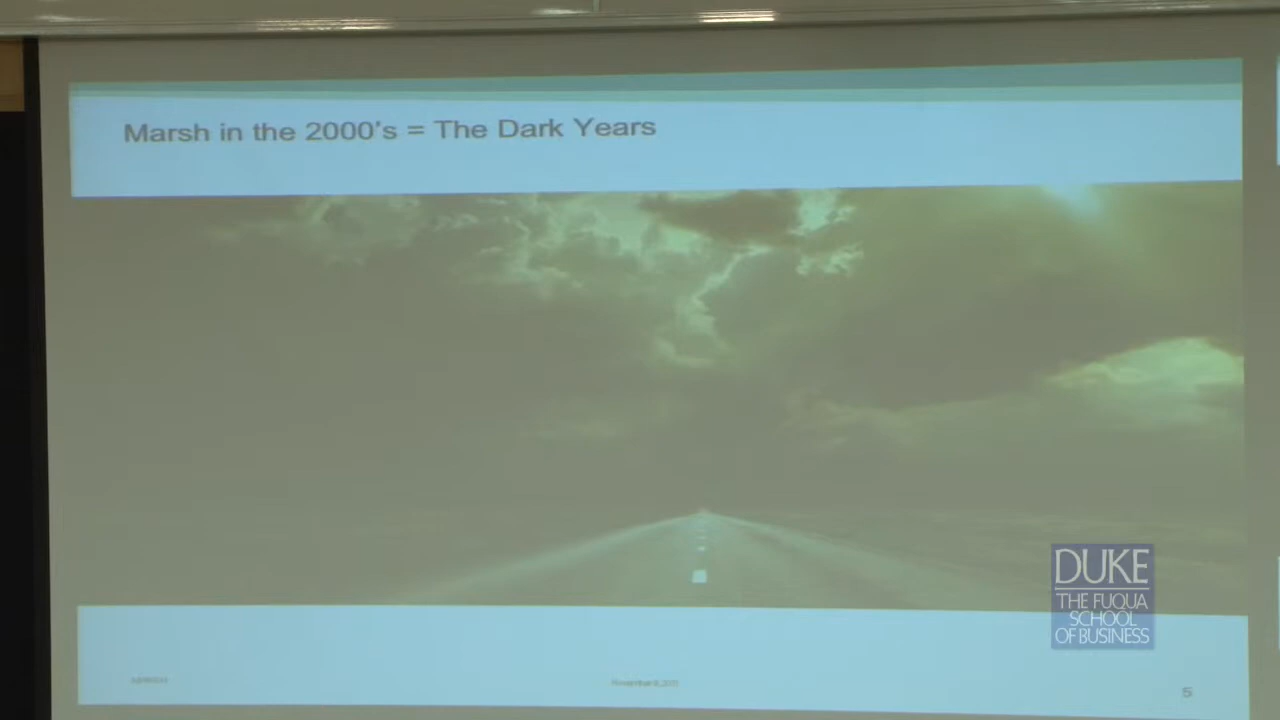 Marsh in the 2000's = The Dark Years
DUKE
THE FUQUA
SCHOOL
OF BUSINESS
5